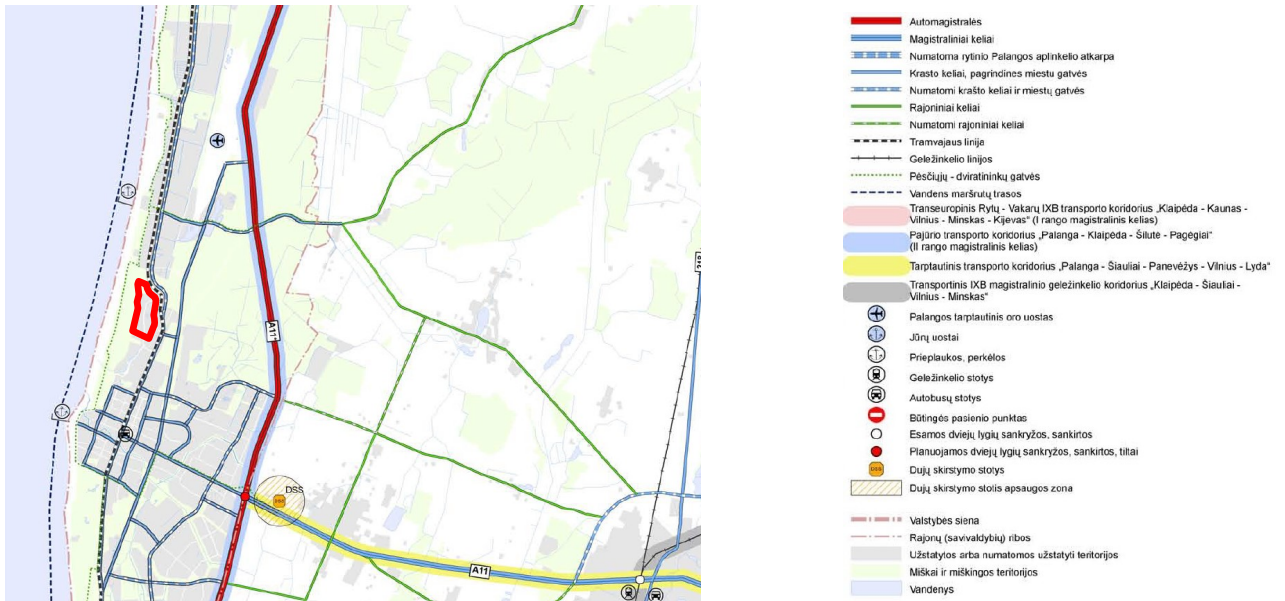 A11
218
DSS
DSS
A11
Automagistralės
Magistraliniai keliai
Numatoma rytinio Palangos aplinkelio atkarpa
Krašto keliai, pagrindinės miestu gatvės
Numatomi krašto keliai ir miestų gatvės
Rajoniniai keliai
Numatomi rajoniniai keliai
Tramvajaus linija
Geležinkelio linijos
Pėsčiųjų - dviratininkų gatvės
Vandens maršrutų trasos
Transeuropinis Rytų - Vakarų IXB transporto koridorius „Klaipėda - Kaunas -
Vilnius - Minskas - Kijevas“ (I rango magistralinis kelias)
Pajūrio transporto koridorius „Palanga - Klaipėda - Šilutė - Pagėgiai“
(II rango magistralinis kelias)
Tarptautinis transporto koridorius „Palanga - Šiauliai - Panevėžys - Vilnius - Lyda“
Transportinis IXB magistralinio geležinkelio koridorius „Klaipėda - Šiauliai -
Vilnius - Minskas“
Palangos tarptautinis oro uostas
Jūrų uostai
Prieplaukos, perkėlos
Geležinkelio stotys
Autobusų stotys
Būtingės pasienio punktas
Esamos dviejų lygių sankryžos, sankirtos
Planuojamos dviejų lygių sankryžos, sankirtos, tiltai
DSS
Dujų skirstymo stotys
Dujų skirstymo stotis apsaugos zona
Valstybės siena
Rajonų (savivaldybių) ribos
Užstatytos arba numatomos užstatyti teritorijos
Miškai ir miškingos teritorijos
Vandenys